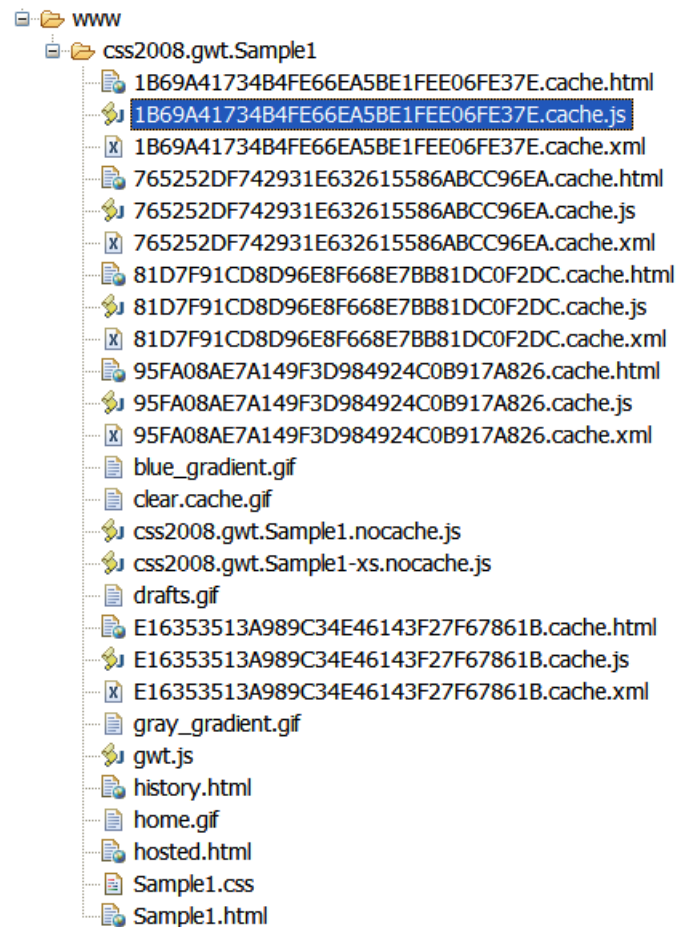 www
css2008.gwt.Sample1
1B69A41734B4FE66EA5BE1FEE06FE37E.cache.html
1B69A41734B4FE66EA5BE1FEE06FE37E.cache.js
1B69A41734B4FE66EA5BE1FEE06FE37E.cache.xml
765252DF742931E632615586ABCC96EA.cache.html
765252DF742931E632615586ABCC96EA.cache.js
765252DF742931E632615586ABCC96EA.cache.xml
81D7F91CD8D96E8F668E7BB81DC0F2DC.cache.html
81D7F91CD8D96E8F668E7BB81DC0F2DC.cache.js
81D7F91CD8D96E8F668E7BB81DC0F2DC.cache.xml
95FA08AE7A149F3D984924C0B917A826.cache.html
95FA08AE7A149F3D984924C0B917A826.cache.js
95FA08AE7A149F3D984924C0B917A826.cache.xml
blue_gradient.gif
clear.cache.gif
css2008.gwt.Sample1.nocache.js
css2008.gwt.Sample1-xs.nocache.js
drafts.gif
E16353513A989C34E46143F27F67861B.cache.html
E16353513A989C34E46143F27F67861B.cache.js
E16353513A989C34E46143F27F67861B.cache.xml
gray_gradient.gif
gwt.js
history.html
home.gif
hosted.html
Sample1.css
Sample1.html